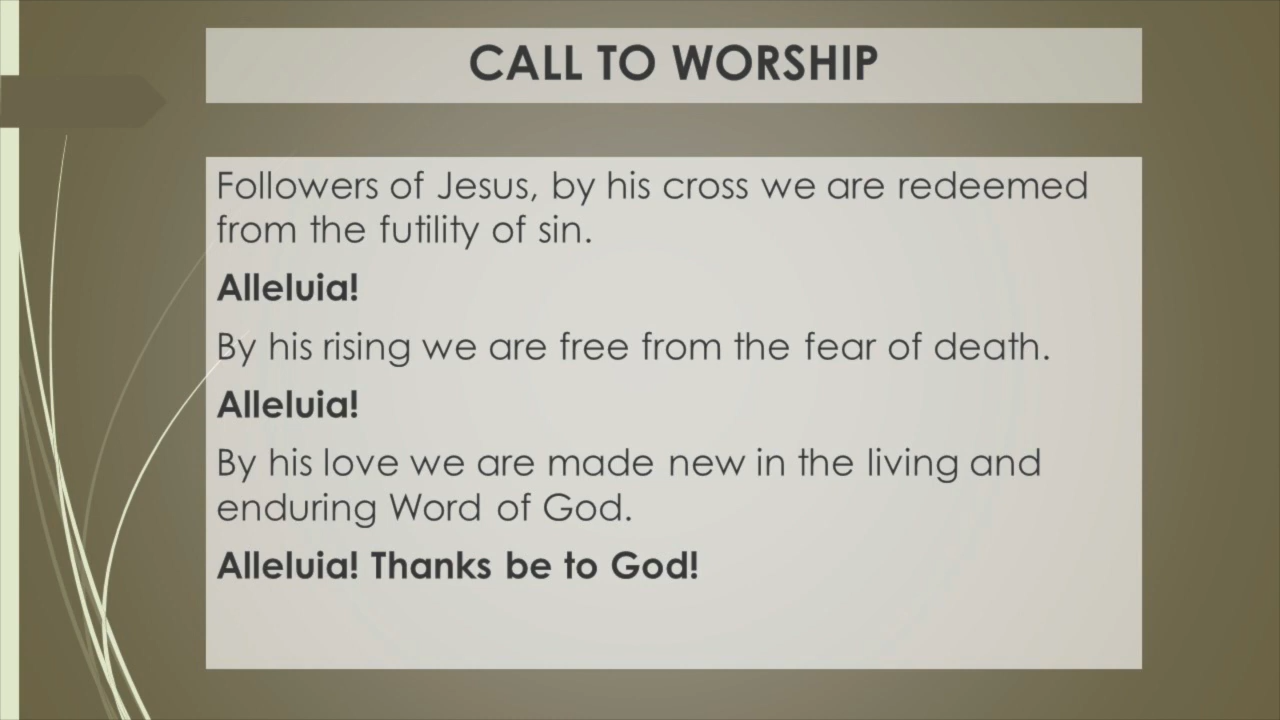 CALL TO WORSHIP
Followers of Jesus, by his cross we are redeemed
from the futility of sin.
Alleluia!
By his rising we are free from the fear of death.
Alleluia!
By his love we are made new in the living and
enduring Word of God.
Alleluia! Thanks be to God!